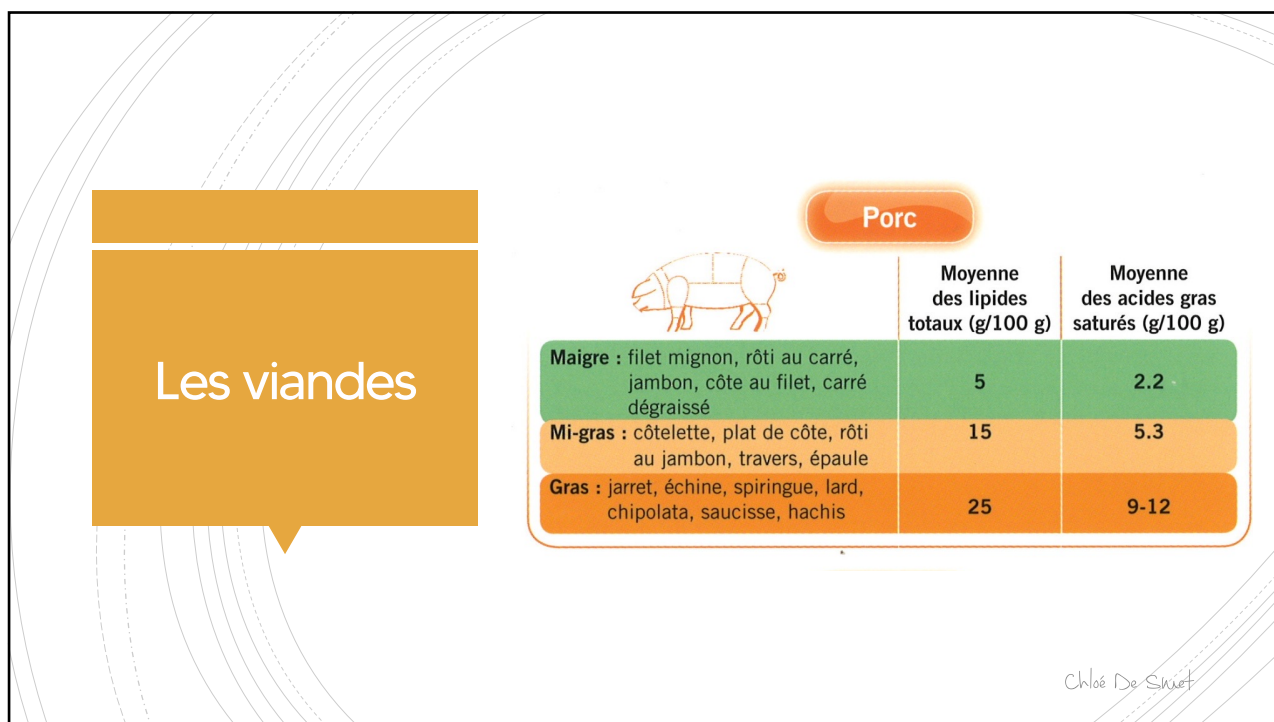 Les viandes
Porc
Moyenne
des lipides
totaux (g/100 g)
Moyenne
des acides gras
saturés (g/100 g)
Maigre : filet mignon, rôti au carré,
jambon, côte au filet, carré
dégraissé
5
2.2
Mi-gras : côtelette, plat de côte, rôti
au jambon, travers, épaule
15
5.3
Gras : jarret, échine, spiringue, lard,
chipolata, saucisse, hachis
25
9-12
Chloé De Smet